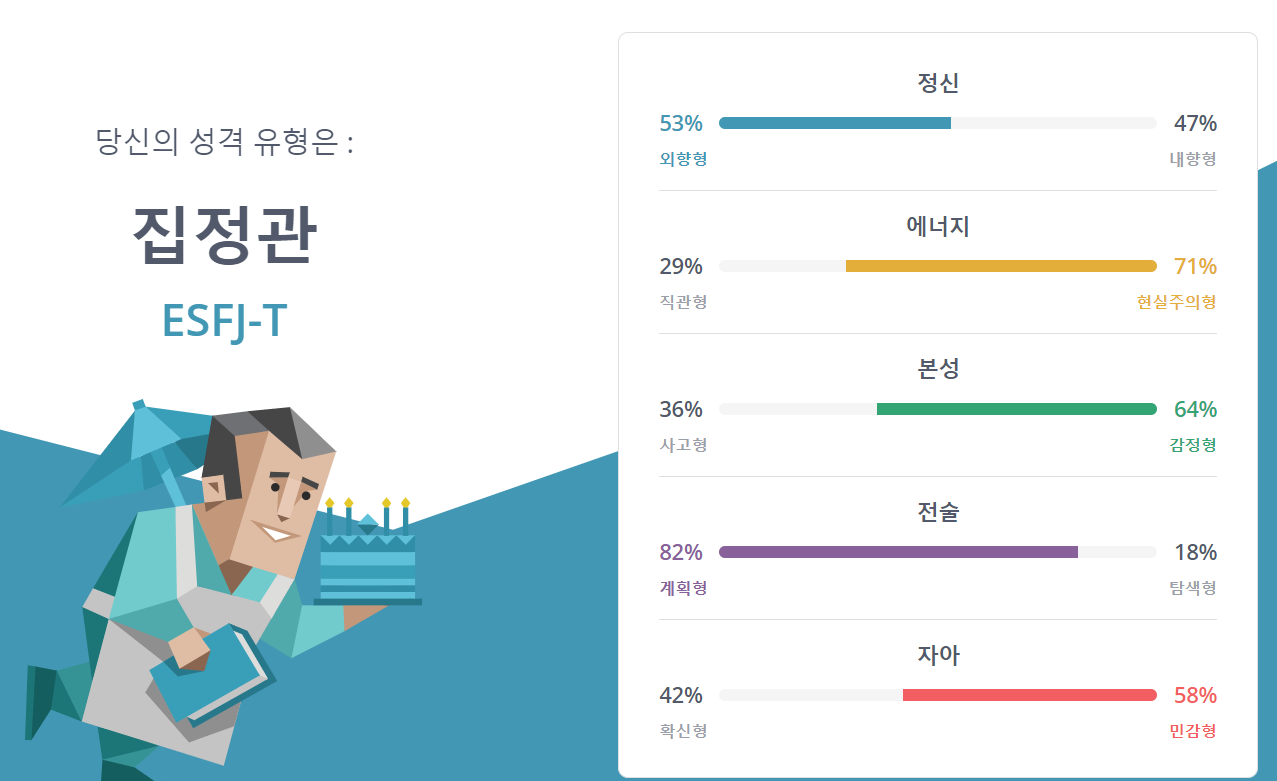 당신의 성격 유형은 :
집정관
ESFJ-T
정신
53% 47%
외향형 내향형
에너지
29% 71%
직관형 현실주의형
본성
36% 64%
사고형 감정형
전술
82% 18%
계획형 탐색형
자아
42% 58%
확신형 민감형